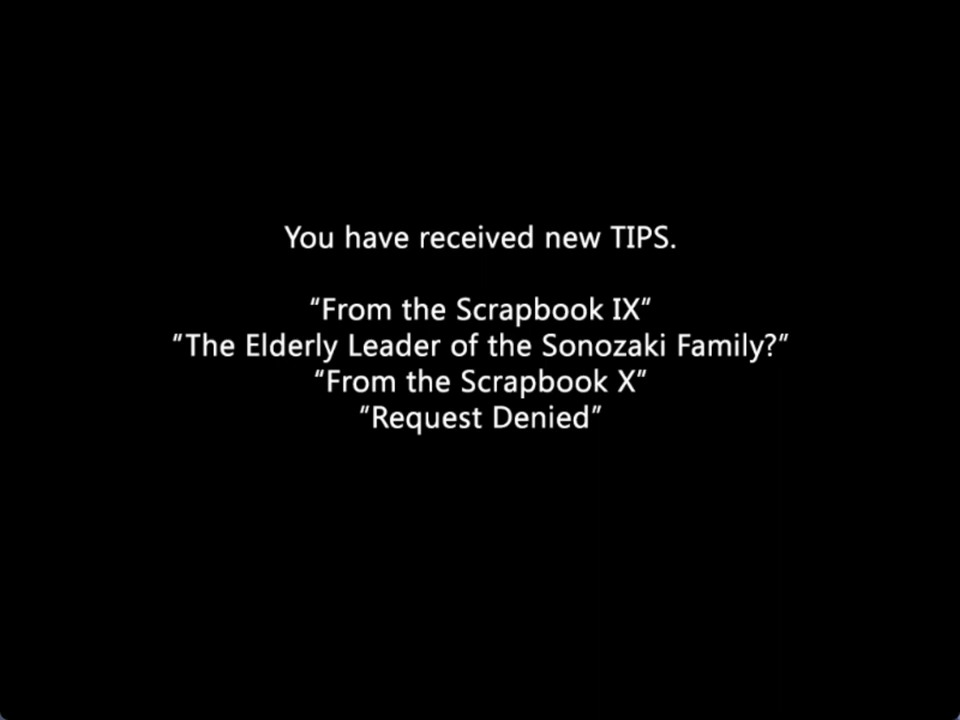 You have received new TIPS.
"From the Scrapbook IX"
"The Elderly Leader of the Sonozaki Family?"
"From the Scrapbook X"
"Request Denied"